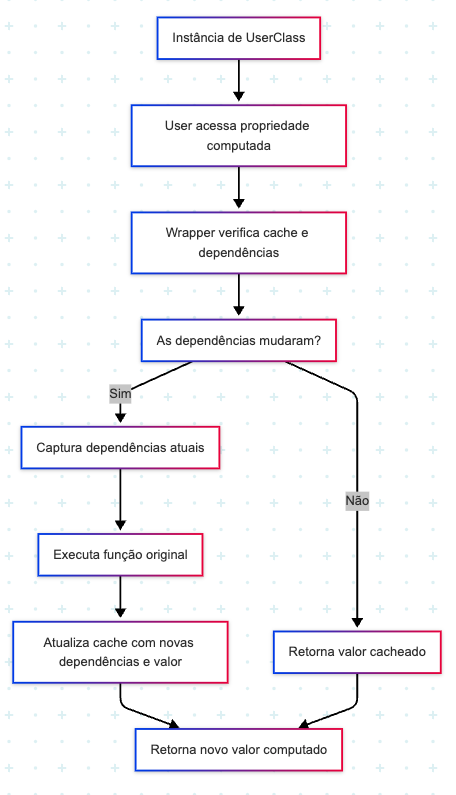 Instância de UserClass
User acessa propriedade
computada
Wrapper verifica cache e
dependências
As dependências mudaram?
Sim
Captura dependências atuais
Não
Executa função original
Atualiza cache com novas
dependências e valor
Retorna valor cacheado
Retorna novo valor computado